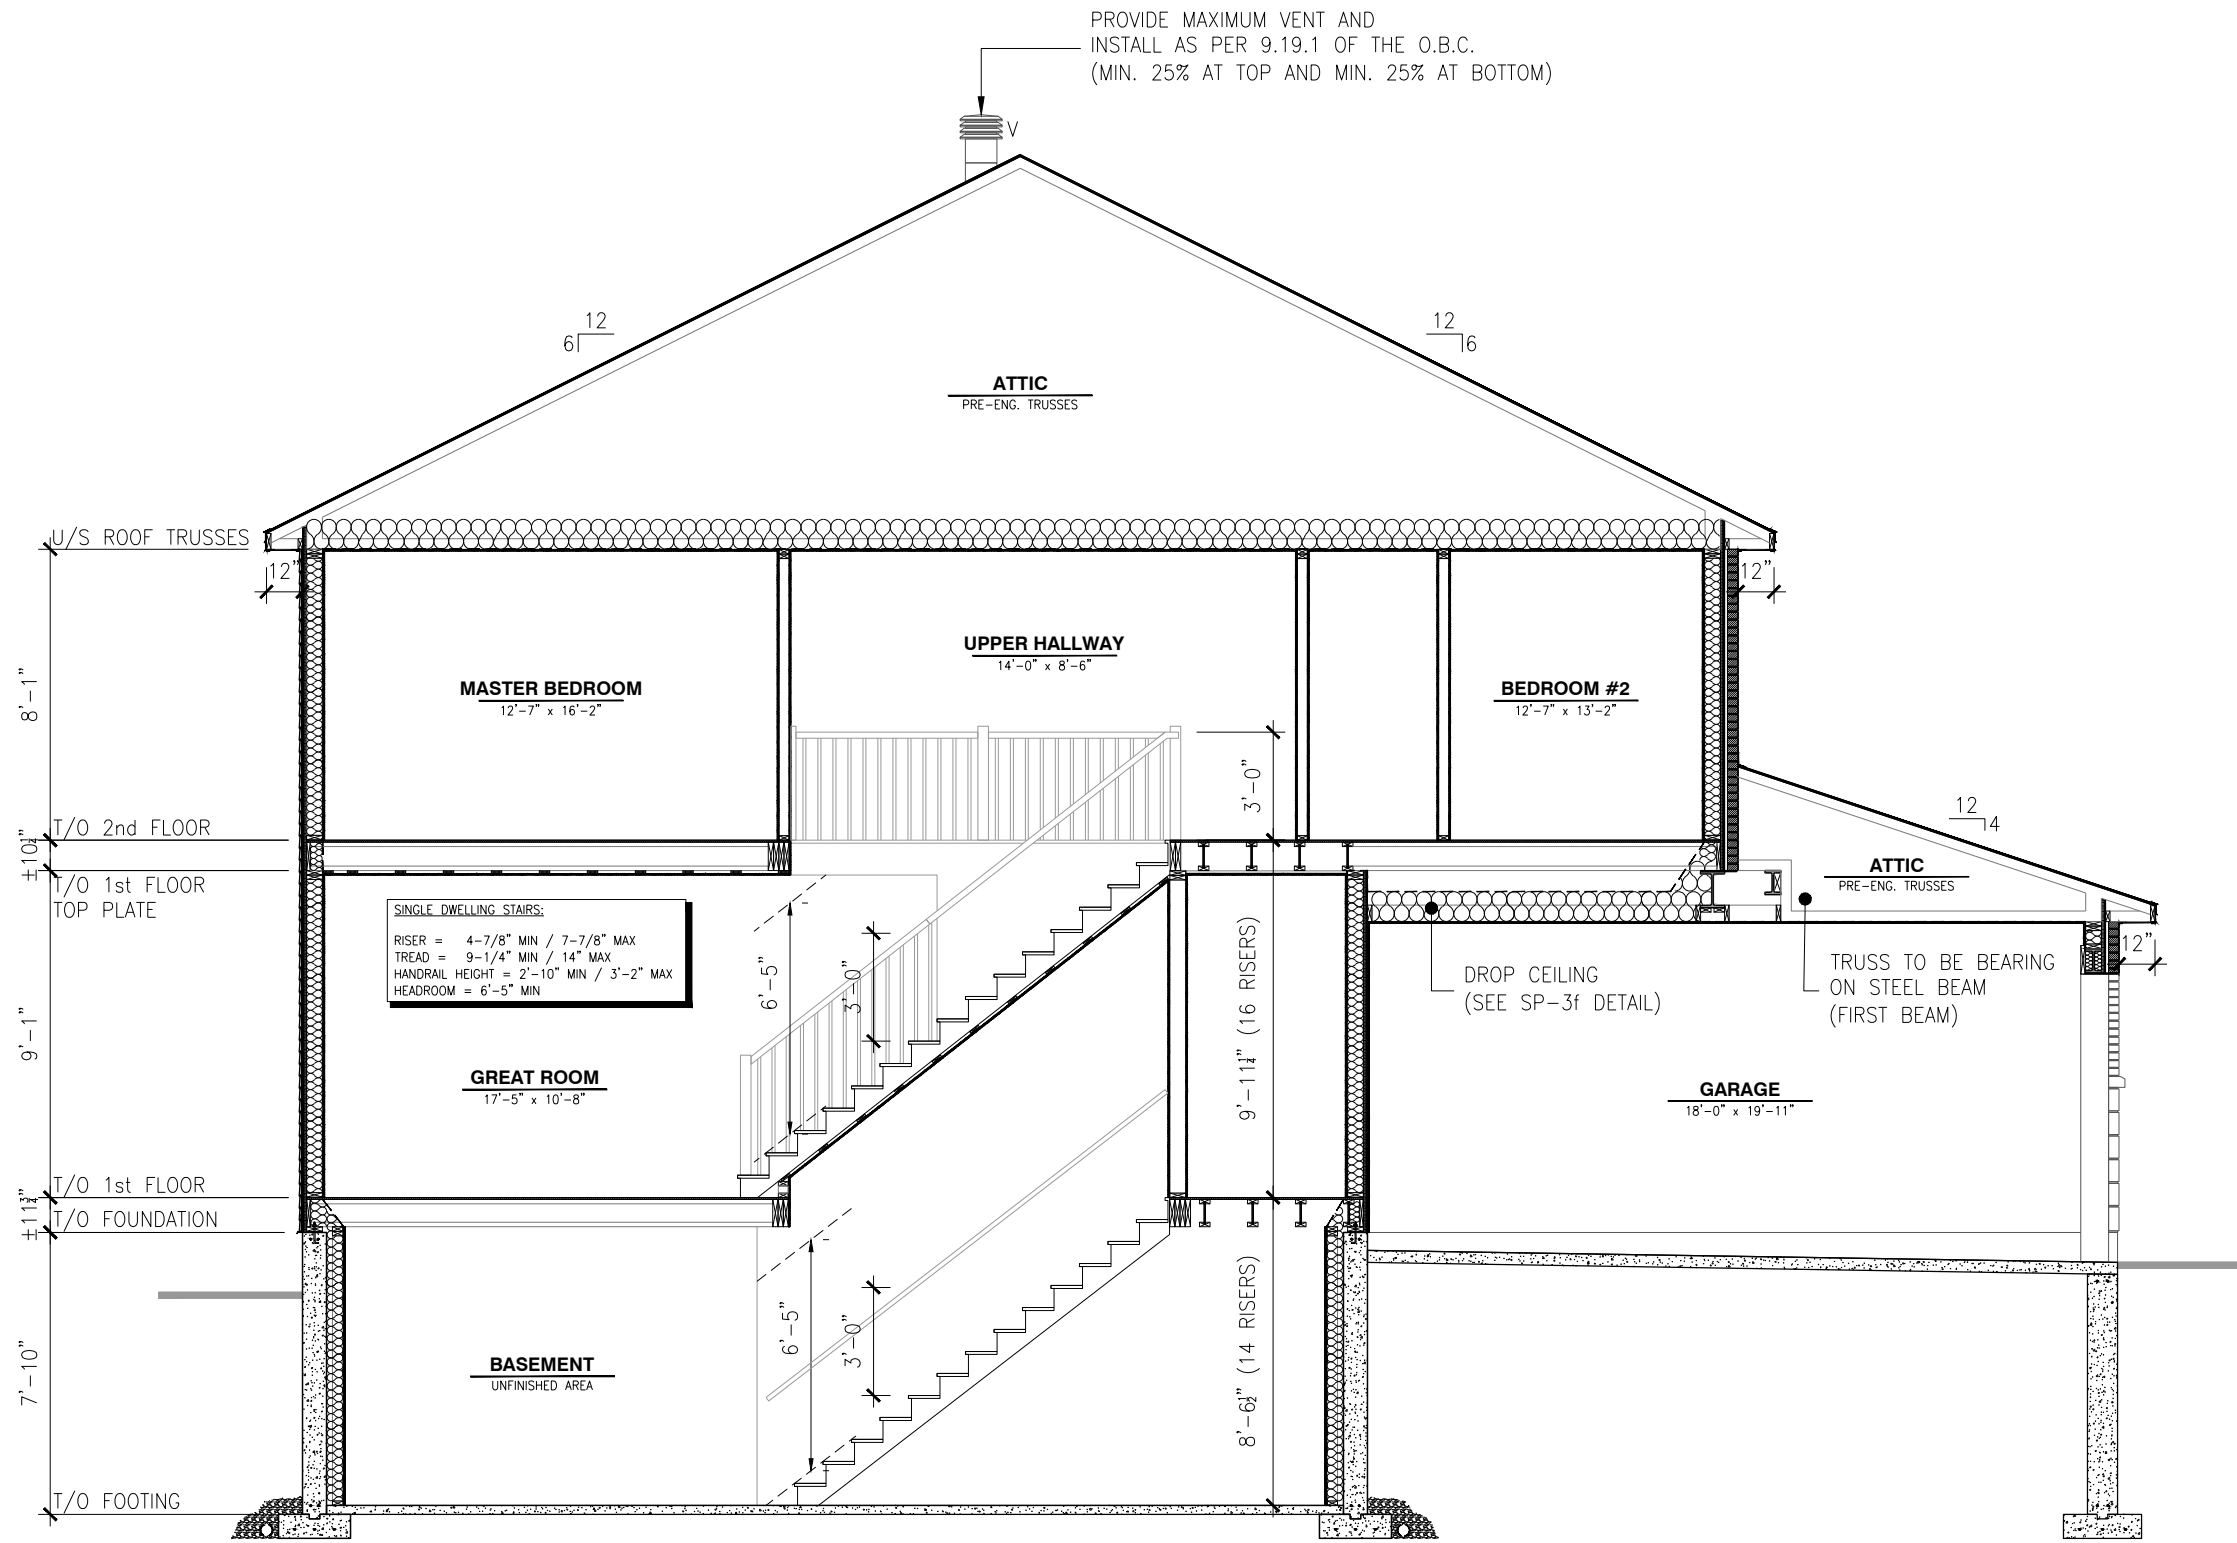 PROVIDE MAXIMUM VENT AND
INSTALL AS PER 9.19.1 OF THE O.B.C.
(MIN. 25% AT TOP AND MIN. 25% AT BOTTOM)
V
12
6
12
6
ATTIC
PRE-ENG. TRUSSES
U/S ROOF TRUSSES
12"
12"
8'-1"
MASTER BEDROOM
12'-7" x 16'-2"
UPPER HALLWAY
14'-0" x 8'-6"
BEDROOM #2
12'-7" x 13'-2"
3'-0"
12
4
T/O 2nd FLOOR
±10¼"
T/O 1st FLOOR
TOP PLATE
ATTIC
PRE-ENG. TRUSSES
SINGLE DWELLING STAIRS:
RISER = 4-7/8" MIN / 7-7/8" MAX
TREAD = 9-1/4" MIN / 14" MAX
HANDRAIL HEIGHT = 2'-10" MIN / 3'-2" MAX
HEADROOM = 6'-5" MIN
6'-5"
3'-0"
9'-11¼" (16 RISERS)
DROP CEILING
(SEE SP-3f DETAIL)
TRUSS TO BE BEARING
ON STEEL BEAM
(FIRST BEAM)
12"
9'-1"
GREAT ROOM
17'-5" x 10'-8"
GARAGE
18'-0" x 19'-11"
T/O 1st FLOOR
±11¾"
T/O FOUNDATION
7'-10"
BASEMENT
UNFINISHED AREA
6'-5"
3'-0"
8'-6½" (14 RISERS)
T/O FOOTING